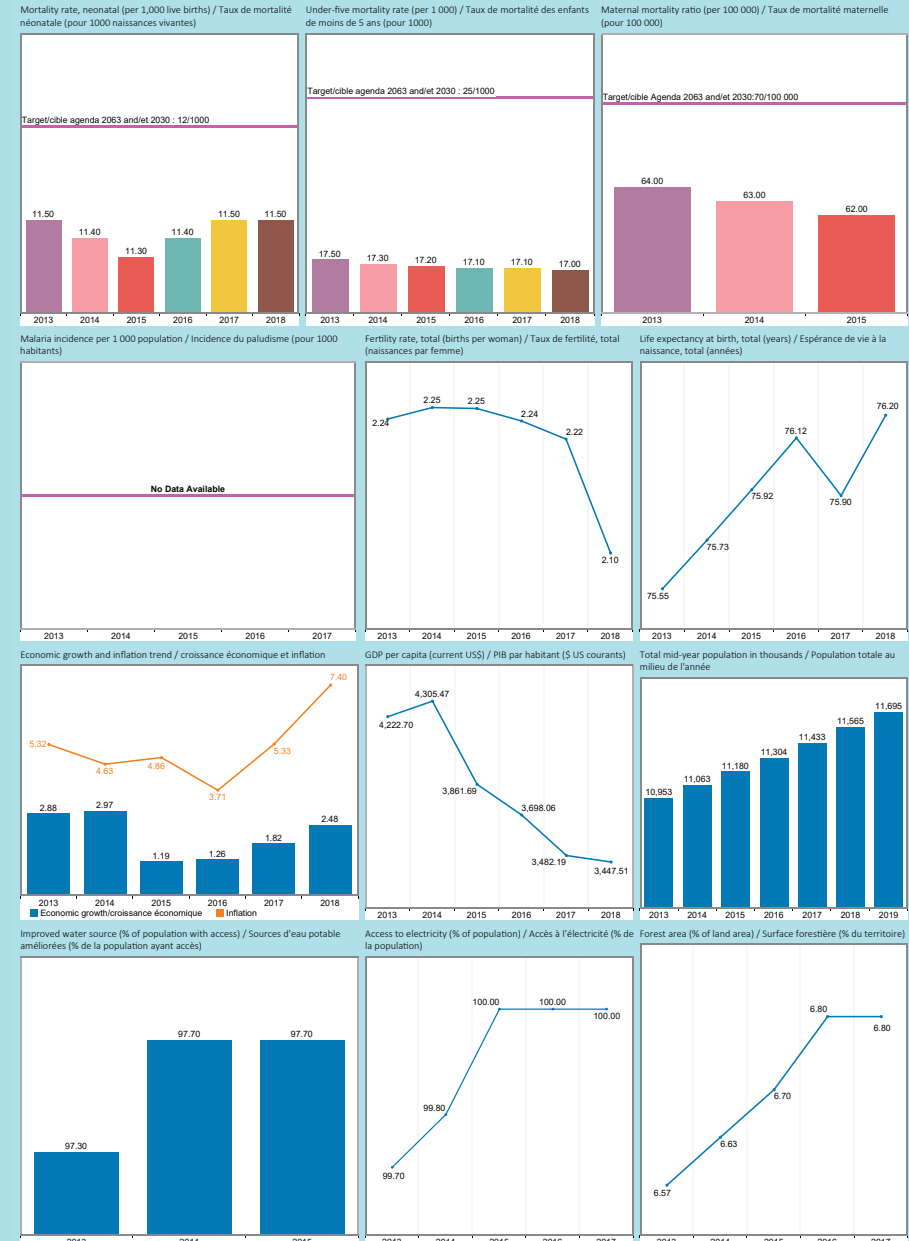 Mortality rate, neonatal (per 1,000 live births) / Taux de mortalité
néonatale (pour 1000 naissances vivantes)
Target/cible agenda 2063 and/et 2030 : 12/1000
11.50
11.40
11.30
11.40
11.50
11.50
2013 2014 2015 2016 2017 2018
Under-five mortality rate (per 1 000) / Taux de mortalité des enfants
de moins de 5 ans (pour 1000)
Target/cible agenda 2063 and/et 2030 : 25/1000
17.50
17.30
17.20
17.10
17.10
17.00
2013 2014 2015 2016 2017 2018
Maternal mortality ratio (per 100 000) / Taux de mortalité maternelle
(pour 100 000)
Target/cible Agenda 2063 and/et 2030:70/100 000
64.00
63.00
62.00
2013 2014 2015
Malaria incidence per 1 000 population / Incidence du paludisme (pour 1000
habitants)
No Data Available
2013 2014 2015 2016 2017
Fertility rate, total (births per woman) / Taux de fertilité, total
(naissances par femme)
2.24
2.25
2.25
2.24
2.22
2.10
2013 2014 2015 2016 2017 2018
Life expectancy at birth, total (years) / Espérance de vie à la
naissance, total (années)
75.55
75.73
75.92
76.12
75.90
76.20
2013 2014 2015 2016 2017 2018
Economic growth and inflation trend / croissance économique et inflation
5.32
4.63
4.86
3.71
5.33
7.40
2.88
2.97
1.19
1.26
1.82
2.48
2013 2014 2015 2016 2017 2018
Economic growth/croissance économique Inflation
GDP per capita (current US$) / PIB par habitant ($ US courants)
4,222.70
4,305.47
3,861.69
3,698.06
3,482.19
3,447.51
2013 2014 2015 2016 2017 2018
Total mid-year population in thousands / Population totale au
milieu de l'année
10,953
11,063
11,180
11,304
11,433
11,565
11,695
2013 2014 2015 2016 2017 2018 2019
Improved water source (% of population with access) / Sources d'eau potable
améliorées (% de la population ayant accès)
97.30
97.70
97.70
2013 2014 2015
Access to electricity (% of population) / Accès à l'électricité (% de
la population)
99.70
99.80
100.00
100.00
100.00
2013 2014 2015 2016 2017
Forest area (% of land area) / Surface forestière (% du territoire)
6.57
6.63
6.70
6.80
6.80
2013 2014 2015 2016 2017